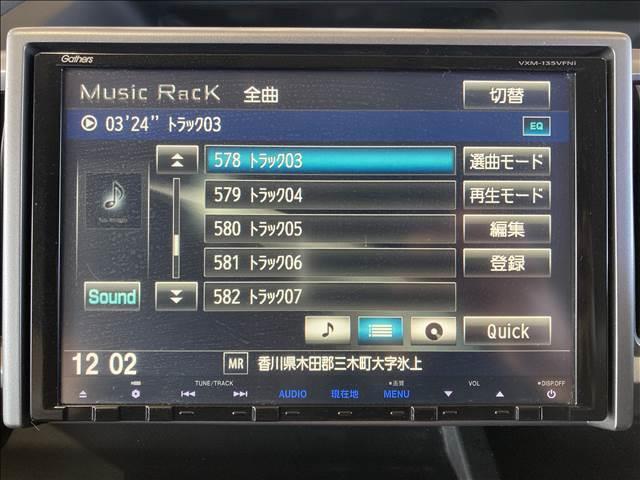 Gathers VXM-135VFNi
Music Rack 全曲 切替
03'24" トラック03 EQ
578 トラック03 選曲モード
579 トラック04 再生モード
580 トラック05 編集
581 トラック06 登録
Sound 582 トラック07
Quick
12 02 MR 香川県木田郡三木町大字氷上
TUNE/TRACK ☀画質 VOL ☀DISP.OFF
AUDIO 現在地 MENU